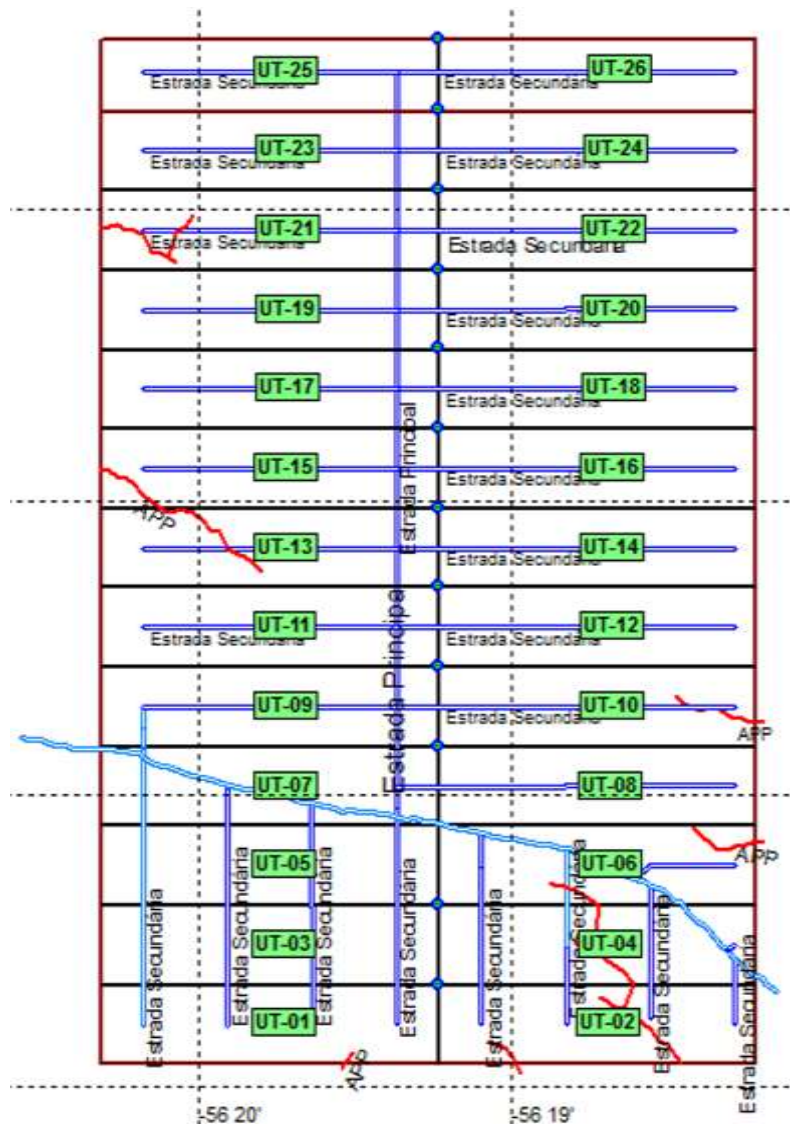 UT-25
UT-26
Estrada Secundária
Estrada Secundária
UT-23
UT-24
Estrada Secundária
Estrada Secundária
UT-21
UT-22
Estrada Secundária
Estrada Secundária
UT-19
UT-20
Estrada Secundária
UT-17
UT-18
Estrada Secundária
Estrada Principal
UT-15
UT-16
Estrada Secundária
APP
UT-13
UT-14
Estrada Secundária
UT-11
UT-12
Estrada Secundária
Estrada Secundária
Estrada Principa
UT-09
UT-10
Estrada Secundária
APP
UT-07
UT-08
UT-05
UT-06
APP
UT-03
UT-04
Estrada Secundária
Estrada Secundária
Estrada Secundária
Estrada Secundária
Estrada Secundária
Estrada Secundária
Estrada Secundária
Estrada Secundária
UT-01
UT-02
APP
-56 20'
-56 19'